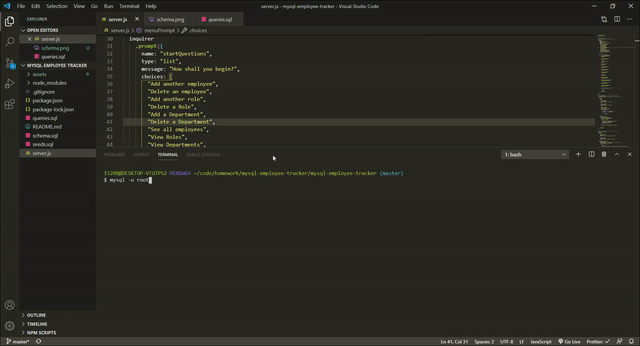 File Edit Selection View Go Run Terminal Help
server.js - mysql-employee-tracker - Visual Studio Code
EXPLORER
OPEN EDITORS
server.js
schema.png U
queries.sql
MYSQL-EMPLOYEE-TRACKER
assets
node_modules
.gitignore
package.json
package-lock.json
queries.sql
README.md
schema.sql
seeds.sql
server.js
OUTLINE
TIMELINE
NPM SCRIPTS
server.js schema.png queries.sql
server.js > menuPrompt > choices
30 inquirer
31 .prompt({
32 name: "startQuestions",
33 type: "list",
34 message: "How shall you begin?",
35 choices: [
36 "Add another employee",
37 "Delete an employee",
38 "Add another role",
39 "Delete a Role",
40 "Add a Department",
41 "Delete a Department",
42 "See all employees",
43 "View Roles",
44 "View Departments",
PROBLEMS OUTPUT TERMINAL DEBUG CONSOLE
1: bash
MINGW64 ~/code/homework/mysql-employee-tracker/mysql-employee-tracker (master)
$ mysql -u root
master* Ln 41, Col 31 Spaces: 2 UTF-8 LF JavaScript Go Live Prettier